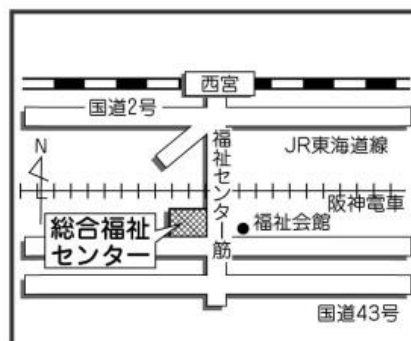 西宮
国道2号
JR東海道線
N
福祉センター筋
阪神電車
福祉会館
総合福祉
センター
国道43号